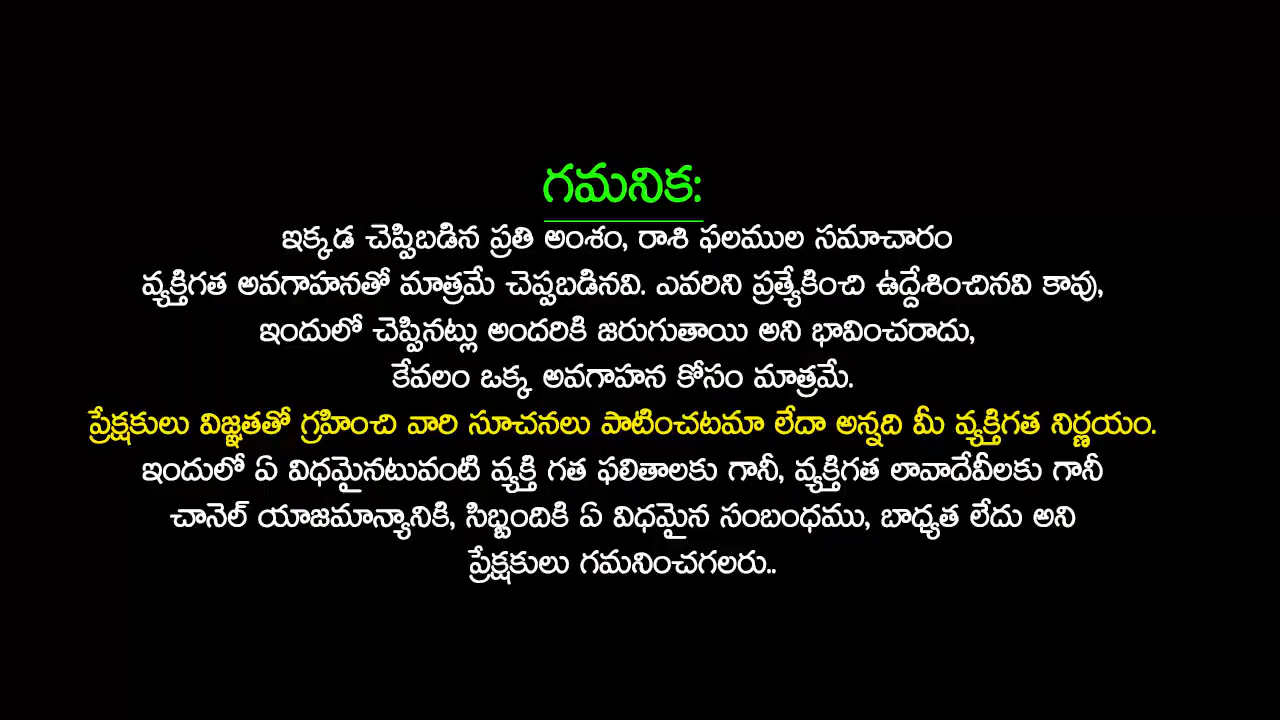 గమనిక:
ఇక్కడ చెప్పిబడిన ప్రతి అంశం, రాశి ఫలముల సమాచారం
వ్యక్తిగత అవగాహనతో మాత్రమే చెప్పబడినవి. ఎవరిని ప్రత్యేకించి ఉద్దేశించినవి కావు,
ఇందులో చెప్పినట్లు అందరికి జరుగుతాయి అని భావించరాదు,
కేవలం ఒక్క అవగాహన కోసం మాత్రమే.
ప్రేక్షకులు విజ్ఞతతో గ్రహించి వారి సూచనలు పాటించటమా లేదా అన్నది మీ వ్యక్తిగత నిర్ణయం.
ఇందులో ఏ విధమైనటువంటి వ్యక్తి గత ఫలితాలకు గానీ, వ్యక్తిగత లావాదేవీలకు గానీ
చానెల్ యాజమాన్యానికి, సిబ్బందికి ఏ విధమైన సంబంధము, బాధ్యత లేదు అని
ప్రేక్షకులు గమనించగలరు..